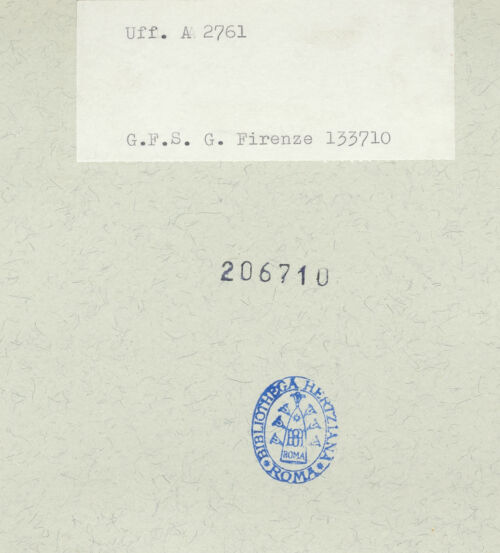 Uff. A 2761
G.F.S. G. Firenze 133710
206710
BIBLIOTHECA HERTZIANA
ROMA
ROMA